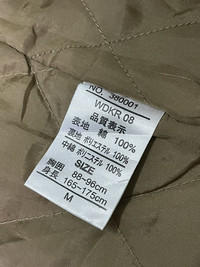 NO. 380001
WDKR 08
品質表示
表地 綿 100%
裏地 ポリエステル 100%
中綿 ポリエステル 100%
SIZE
胸囲 88~96cm
身長 165~175cm
M